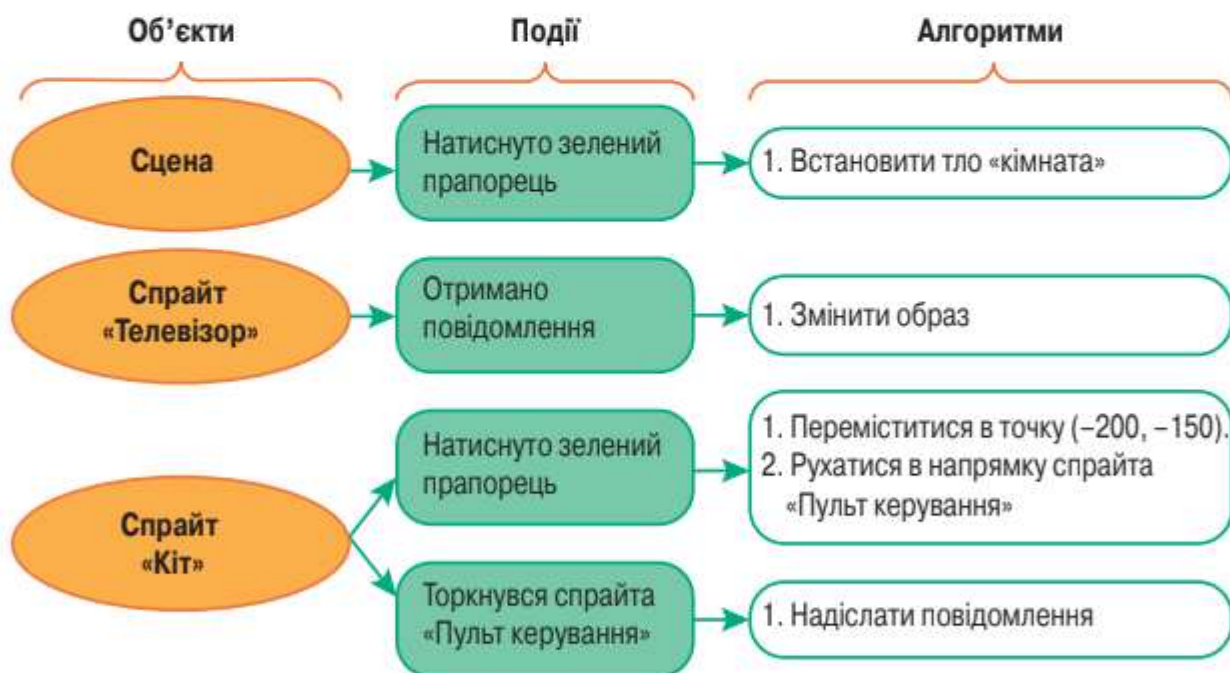 Об’єкти
Події
Алгоритми
Сцена
Натиснуто зелений
прапорець
1. Встановити тло «кімната»
Спрайт
«Телевізор»
Отримано
повідомлення
1. Змінити образ
Спрайт
«Кіт»
Натиснуто зелений
прапорець
1. Переміститися в точку (–200, –150).
2. Рухатися в напрямку спрайта
«Пульт керування»
Торкнувся спрайта
«Пульт керування»
1. Надіслати повідомлення